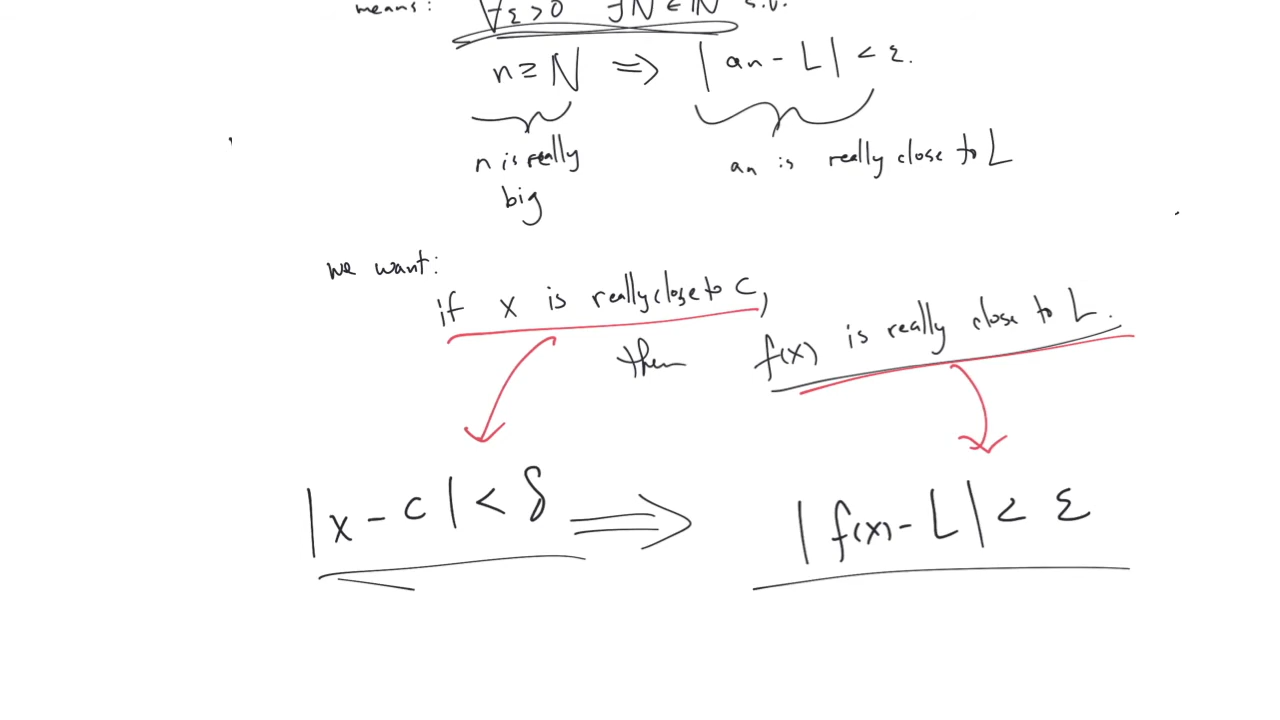 means: ∀ε>0 ∃N∈ℕ s.t.
n≥N ⟹ |an-L|<ε.
n is really
big
an is really close to L
we want:
if x is really close to c,
then f(x) is really close to L.
|x-c|<δ ⟹ |f(x)-L|<ε